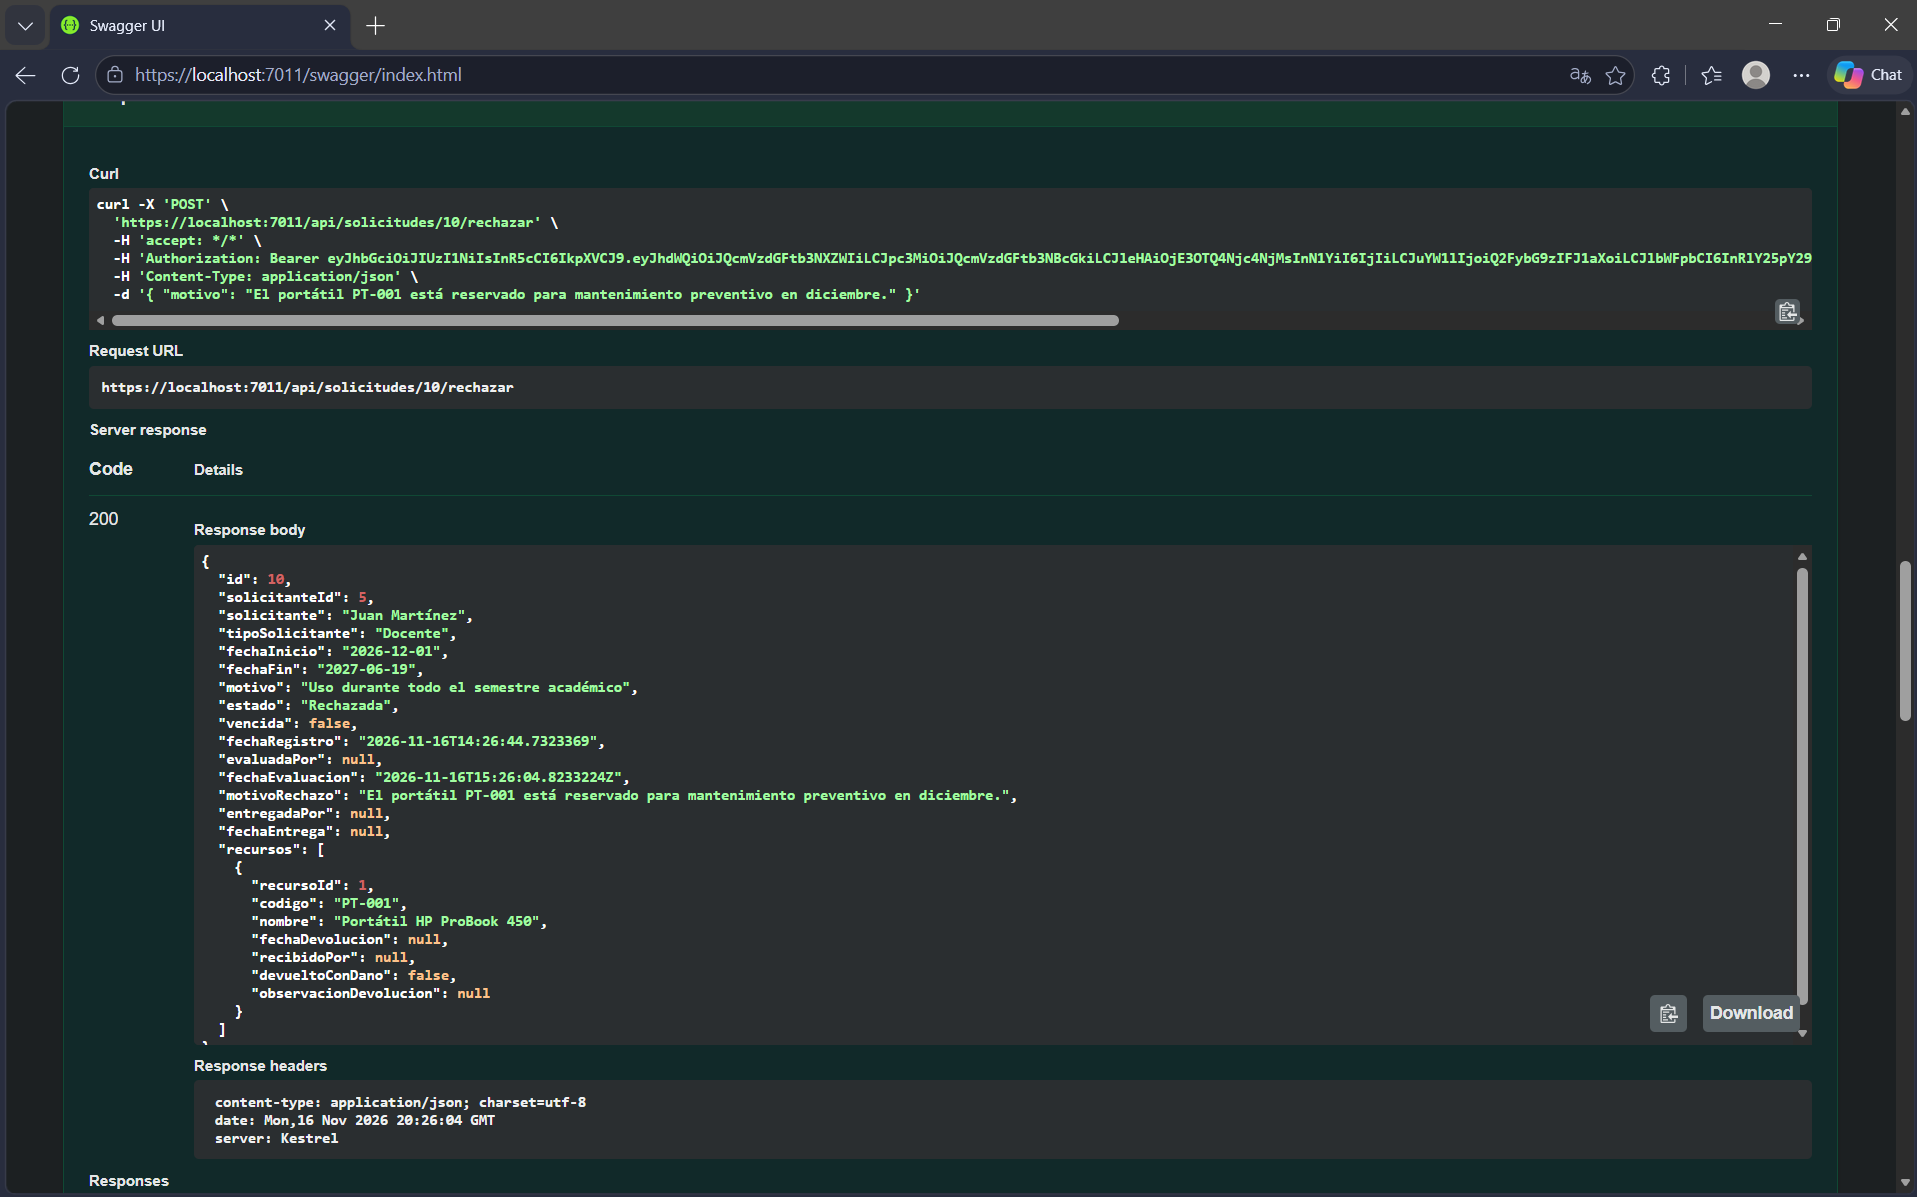 Swagger UI
https://localhost:7011/swagger/index.html
Chat
Curl
curl -X 'POST' \
'https://localhost:7011/api/solicitudes/10/rechazar' \
-H 'accept: */*' \
-H 'Authorization: Bearer eyJhbGciOiJIUzI1NiIsInR5cCI6IkpXVCJ9.eyJhdWQiOiJQcmVzdGFtb3NXZWIiLCJpc3MiOiJQcmVzdGFtb3NBcGkiLCJleHAiOjE3OTQ4Njc4NjMsInN1YiI6IjIiLCJuYW1lIjoiQ2FybG9zIFJ1aXoiLCJlbWFpbCI6InRlY25pY29
-H 'Content-Type: application/json' \
-d '{ "motivo": "El portátil PT-001 está reservado para mantenimiento preventivo en diciembre." }'
Request URL
https://localhost:7011/api/solicitudes/10/rechazar
Server response
Code Details
200
Response body
{
"id": 10,
"solicitanteId": 5,
"solicitante": "Juan Martínez",
"tipoSolicitante": "Docente",
"fechaInicio": "2026-12-01",
"fechaFin": "2027-06-19",
"motivo": "Uso durante todo el semestre académico",
"estado": "Rechazada",
"vencida": false,
"fechaRegistro": "2026-11-16T14:26:44.7323369",
"evaluadaPor": null,
"fechaEvaluacion": "2026-11-16T15:26:04.8233224Z",
"motivoRechazo": "El portátil PT-001 está reservado para mantenimiento preventivo en diciembre.",
"entregadaPor": null,
"fechaEntrega": null,
"recursos": [
{
"recursoId": 1,
"codigo": "PT-001",
"nombre": "Portátil HP ProBook 450",
"fechaDevolucion": null,
"recibidoPor": null,
"devueltoConDano": false,
"observacionDevolucion": null
}
]
Download
Response headers
content-type: application/json; charset=utf-8
date: Mon,16 Nov 2026 20:26:04 GMT
server: Kestrel
Responses